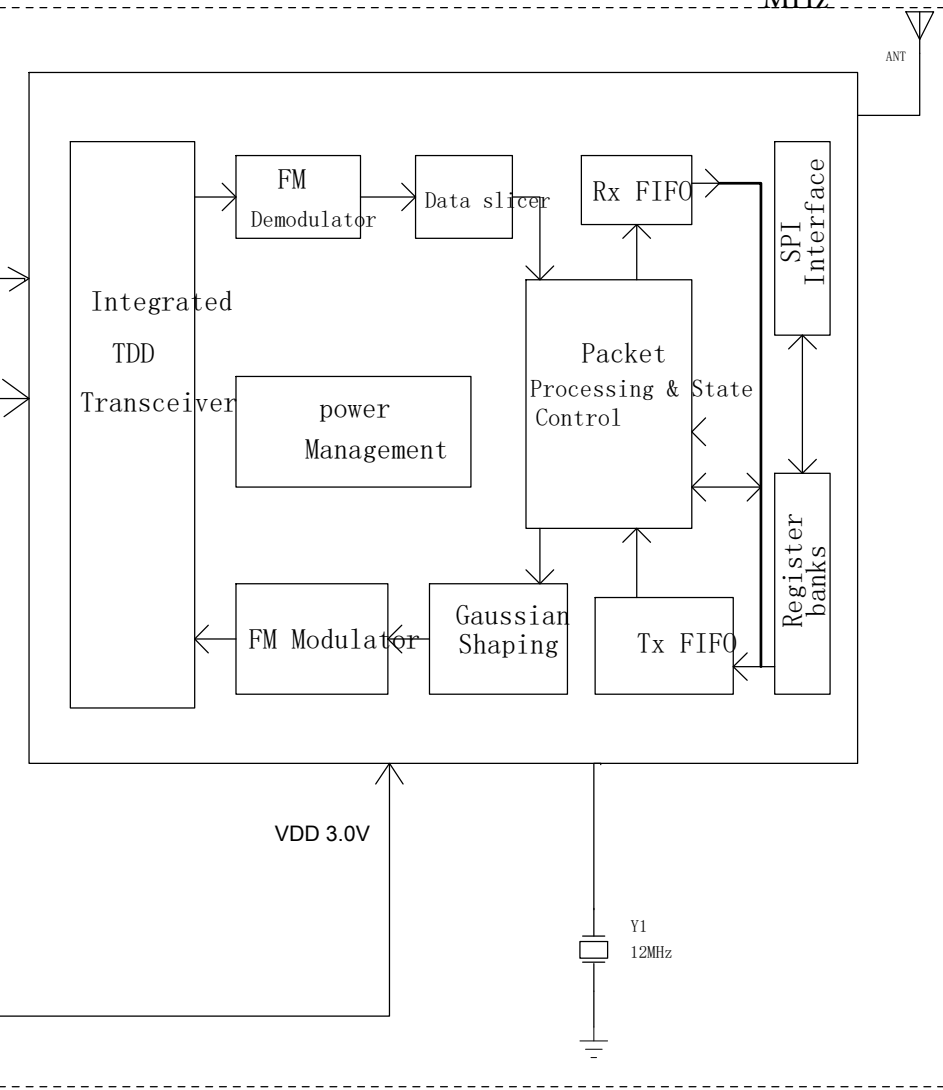 MHz
ANT
FM
Demodulator
Data slicer
Rx FIFO
SPI
Interface
Integrated
TDD
Transceiver
Packet
Processing & State
Control
power
Management
Register
banks
FM Modulator
Gaussian
Shaping
Tx FIFO
VDD 3.0V
Y1
12MHz